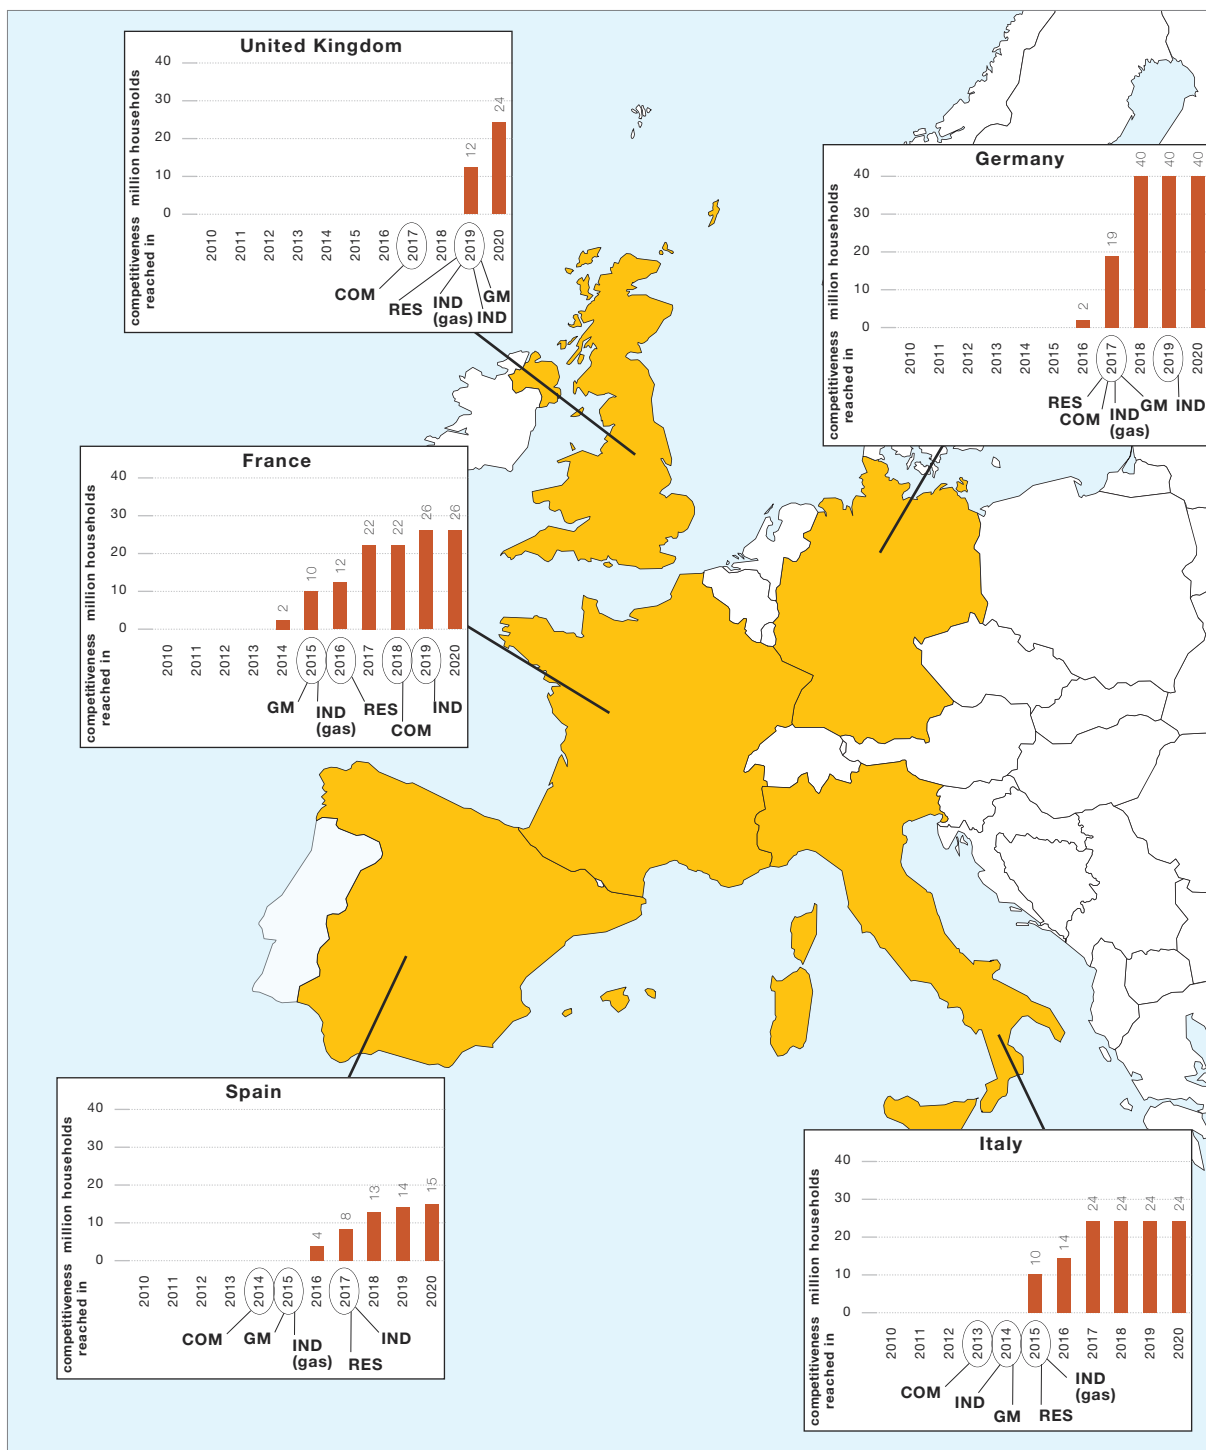 United Kingdom
million households
40
30
20
10
0
12
24
competitiveness
reached in
2010
2011
2012
2013
2014
2015
2016
2017
2018
2019
2020
COM
RES
IND
(gas)
GM
IND
Germany
million households
40
30
20
10
0
2
19
40
40
40
competitiveness
reached in
2010
2011
2012
2013
2014
2015
2016
2017
2018
2019
2020
RES
COM
IND
(gas)
GM
IND
France
million households
40
30
20
10
0
2
10
12
22
22
26
26
competitiveness
reached in
2010
2011
2012
2013
2014
2015
2016
2017
2018
2019
2020
GM
IND
(gas)
RES
COM
IND
Spain
million households
40
30
20
10
0
4
8
13
14
15
competitiveness
reached in
2010
2011
2012
2013
2014
2015
2016
2017
2018
2019
2020
COM
GM
IND
(gas)
RES
IND
Italy
million households
40
30
20
10
0
10
14
24
24
24
24
competitiveness
reached in
2010
2011
2012
2013
2014
2015
2016
2017
2018
2019
2020
COM
IND
GM
RES
IND
(gas)